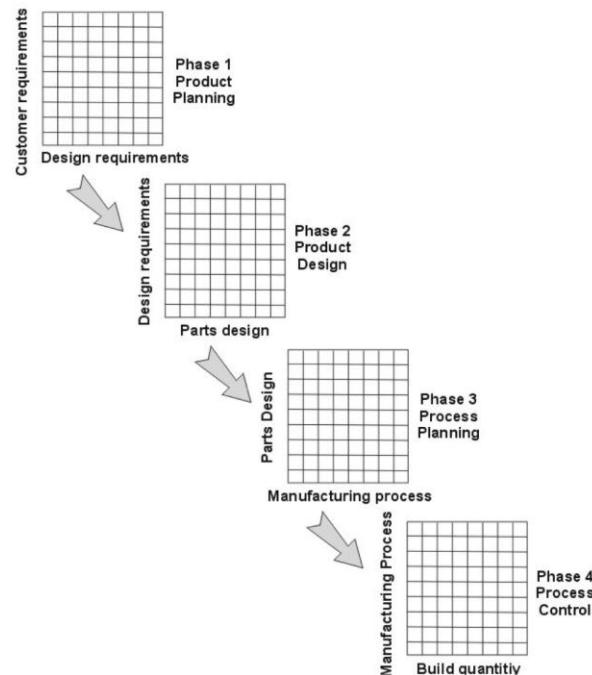 Customer requirements
Phase 1
Product
Planning
Design requirements
Design requirements
Phase 2
Product
Design
Parts design
Parts Design
Phase 3
Process
Planning
Manufacturing process
Manufacturing Process
Phase 4
Process
Control
Build quantitiy